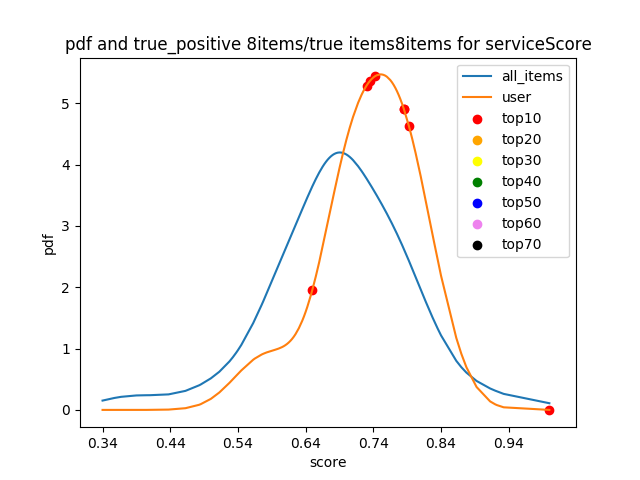 pdf and true_positive 8items/true items8items for serviceScore
all_items
user
top10
top20
top30
top40
top50
top60
top70
pdf
5
4
3
2
1
0
0.34 0.44 0.54 0.64 0.74 0.84 0.94
score